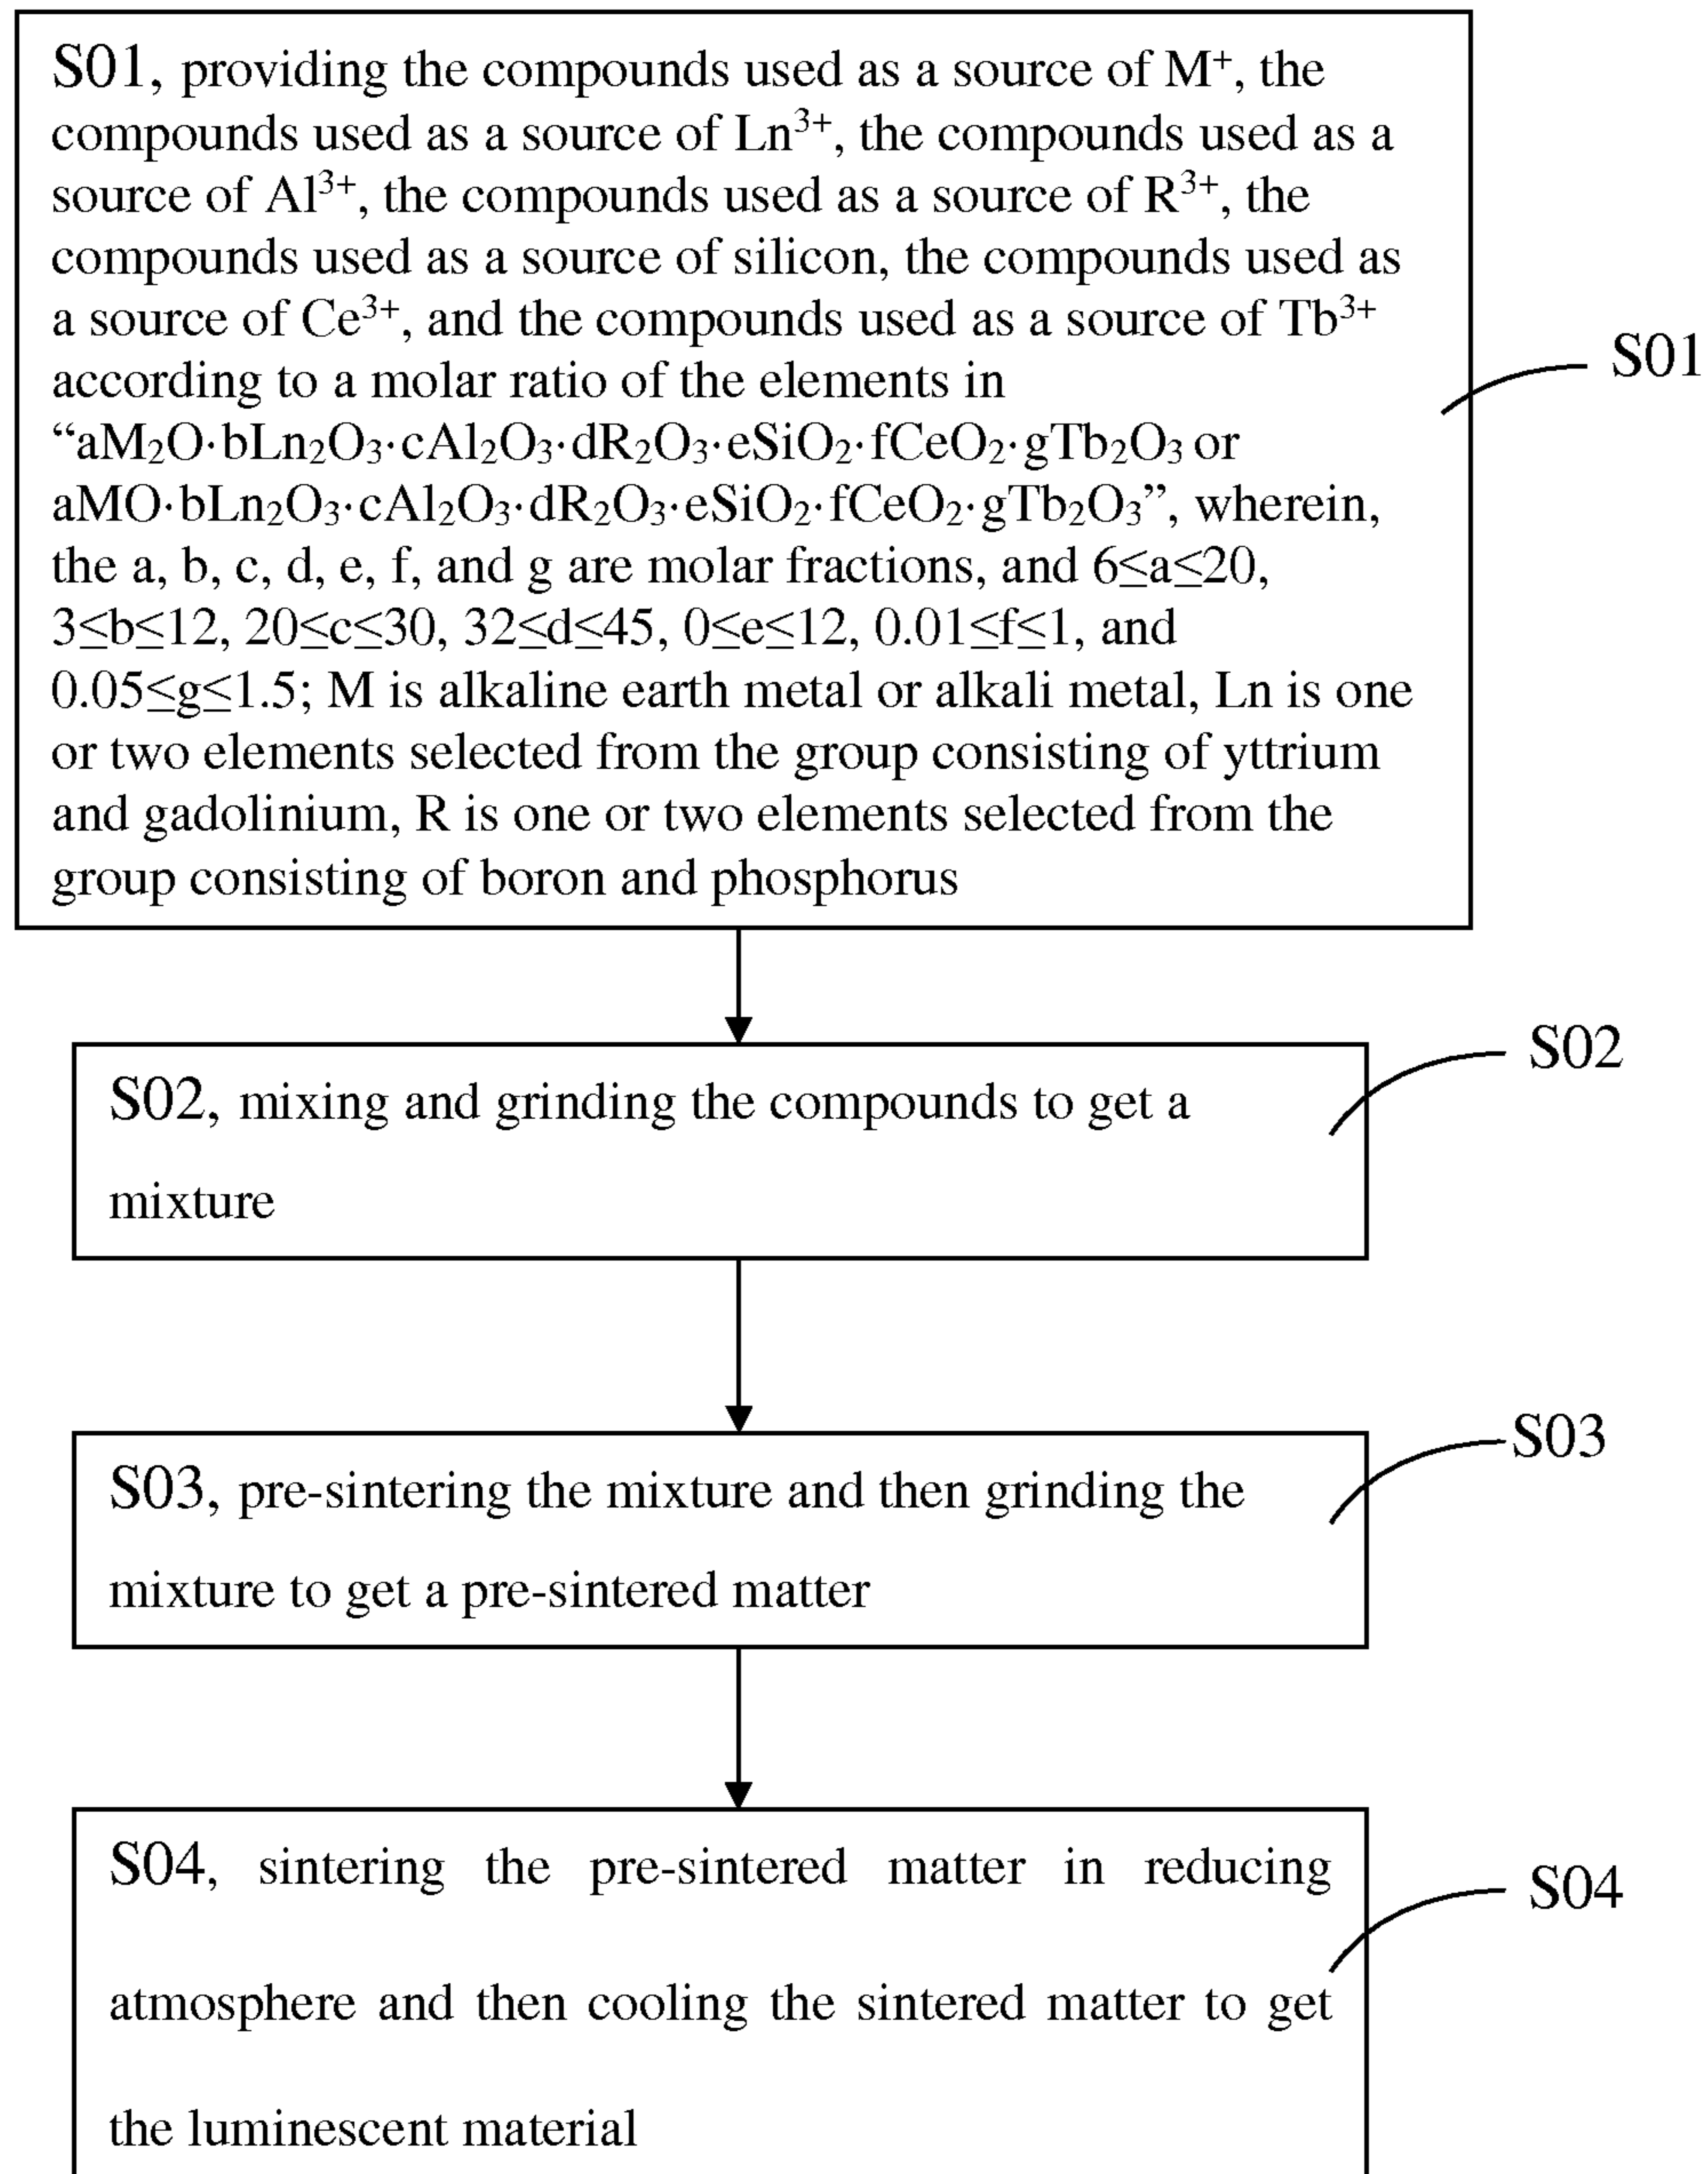 S01, providing the compounds used as a source of M⁺, the
compounds used as a source of Ln³⁺, the compounds used as a
source of Al³⁺, the compounds used as a source of R³⁺, the
compounds used as a source of silicon, the compounds used as
a source of Ce³⁺, and the compounds used as a source of Tb³⁺
according to a molar ratio of the elements in
“aM₂O·bLn₂O₃·cAl₂O₃·dR₂O₃·eSiO₂·fCeO₂·gTb₂O₃ or
aMO·bLn₂O₃·cAl₂O₃·dR₂O₃·eSiO₂·fCeO₂·gTb₂O₃”, wherein,
the a, b, c, d, e, f, and g are molar fractions, and 6≤a≤20,
3≤b≤12, 20≤c≤30, 32≤d≤45, 0≤e≤12, 0.01≤f≤1, and
0.05≤g≤1.5; M is alkaline earth metal or alkali metal, Ln is one
or two elements selected from the group consisting of yttrium
and gadolinium, R is one or two elements selected from the
group consisting of boron and phosphorus
S01
S02, mixing and grinding the compounds to get a
mixture
S02
S03, pre-sintering the mixture and then grinding the
mixture to get a pre-sintered matter
S03
S04, sintering the pre-sintered matter in reducing
atmosphere and then cooling the sintered matter to get
the luminescent material
S04